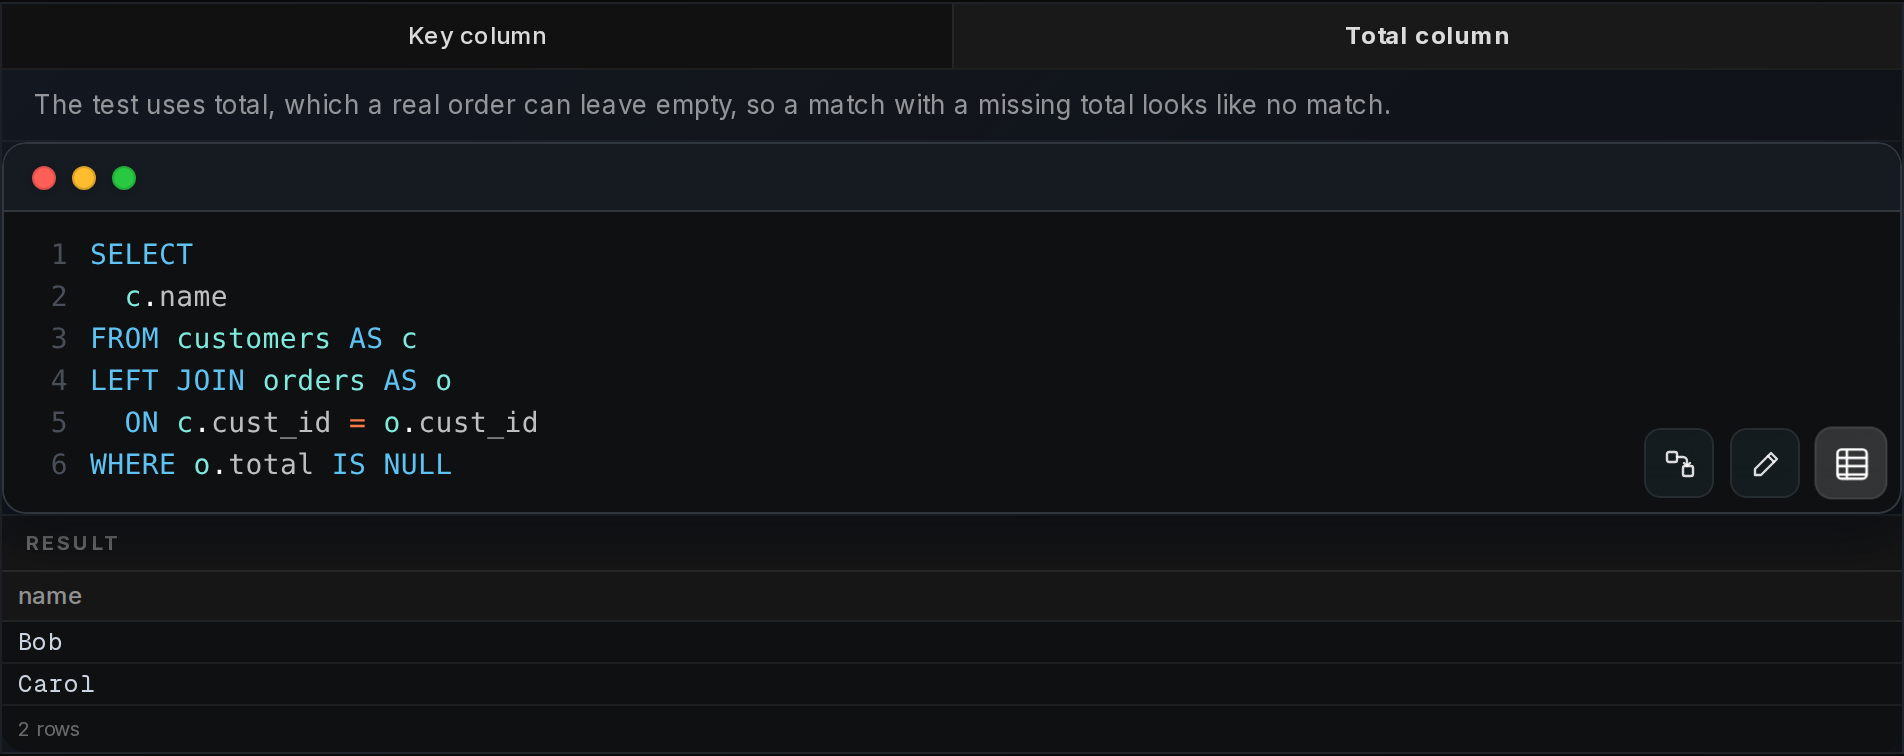 Key column
Total column
The test uses total, which a real order can leave empty, so a match with a missing total looks like no match.
1 SELECT
2   c.name
3 FROM customers AS c
4 LEFT JOIN orders AS o
5   ON c.cust_id = o.cust_id
6 WHERE o.total IS NULL
RESULT
name
Bob
Carol
2 rows